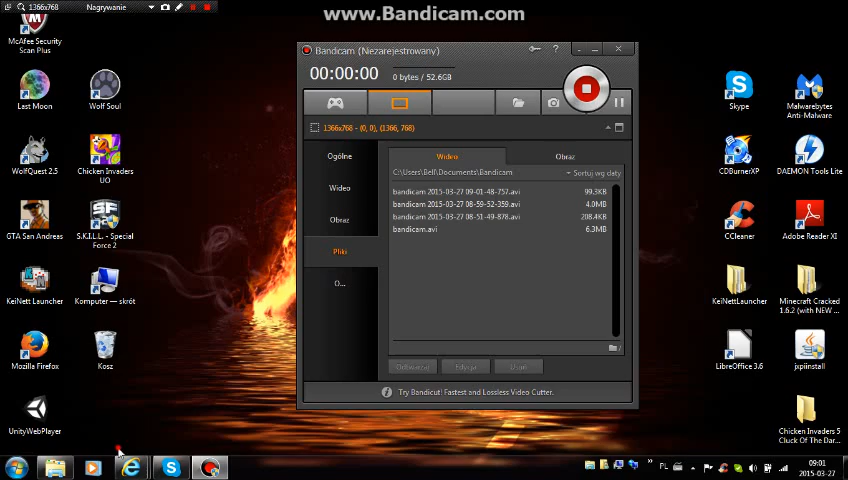 www.Bandicam.com
1366x768
Nagrywanie
McAfee Security
Scan Plus
Last Moon
Wolf Soul
WolfQuest 2.5
Chicken Invaders
UO
GTA San Andreas
S.K.I.L.L. - Special
Force 2
KeiNett Launcher
Komputer — skrót
Mozilla Firefox
Kosz
UnityWebPlayer
Bandicam (Niezarejestrowany)
00:00:00
0 bytes / 52.6GB
1366x768 - (0, 0), (1366, 768)
Ogólne
Wideo
Obraz
Pliki
O...
Wideo
Obraz
C:\Users\Bell\Documents\Bandicam
Sortuj wg daty
bandicam 2015-03-27 09-01-48-757.avi 99.3KB
bandicam 2015-03-27 08-59-52-359.avi 4.0MB
bandicam 2015-03-27 08-51-49-878.avi 208.4KB
bandicam.avi 6.3MB
Odtwarzaj
Edycja
Usuń
Try Bandicut! Fastest and Lossless Video Cutter.
Skype
Malwarebytes
Anti-Malware
CDBurnerXP
DAEMON Tools Lite
CCleaner
Adobe Reader XI
KeiNettLauncher
Minecraft Cracked
1.6.2 (with NEW ...
LibreOffice 3.6
jxpiinstall
Chicken Invaders 5
Cluck Of The Dar...
PL
09:01
2015-03-27